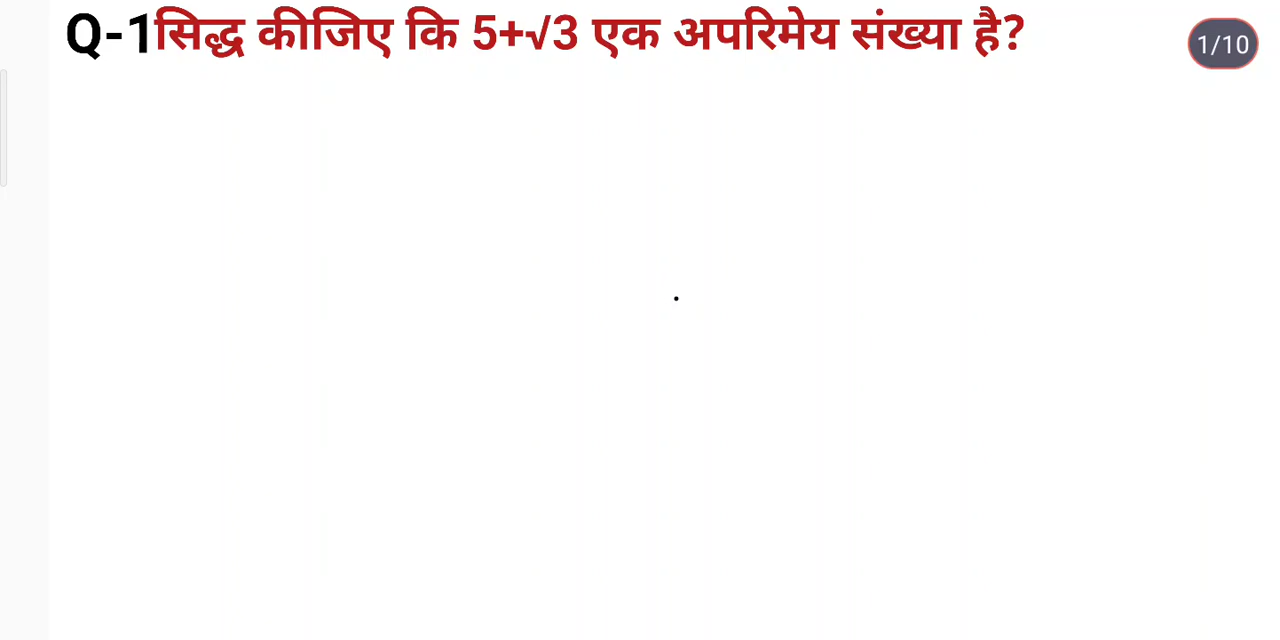 Q-1सिद्ध कीजिए कि 5+√3 एक अपरिमेय संख्या है?
1/10